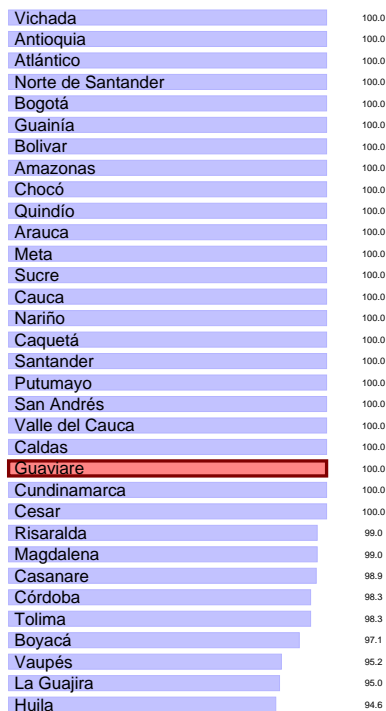 Vichada 100.0
Antioquia 100.0
Atlántico 100.0
Norte de Santander 100.0
Bogotá 100.0
Guainía 100.0
Bolivar 100.0
Amazonas 100.0
Chocó 100.0
Quindío 100.0
Arauca 100.0
Meta 100.0
Sucre 100.0
Cauca 100.0
Nariño 100.0
Caquetá 100.0
Santander 100.0
Putumayo 100.0
San Andrés 100.0
Valle del Cauca 100.0
Caldas 100.0
Guaviare 100.0
Cundinamarca 100.0
Cesar 100.0
Risaralda 99.0
Magdalena 99.0
Casanare 98.9
Córdoba 98.3
Tolima 98.3
Boyacá 97.1
Vaupés 95.2
La Guajira 95.0
Huila 94.6